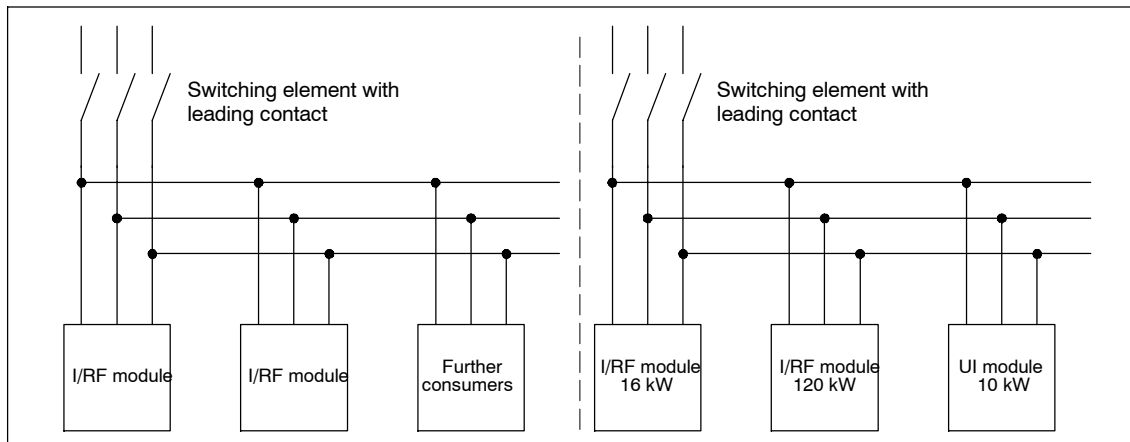 Switching element with
leading contact
I/RF module
I/RF module
Further
consumers
Switching element with
leading contact
I/RF module
16 kW
I/RF module
120 kW
UI module
10 kW